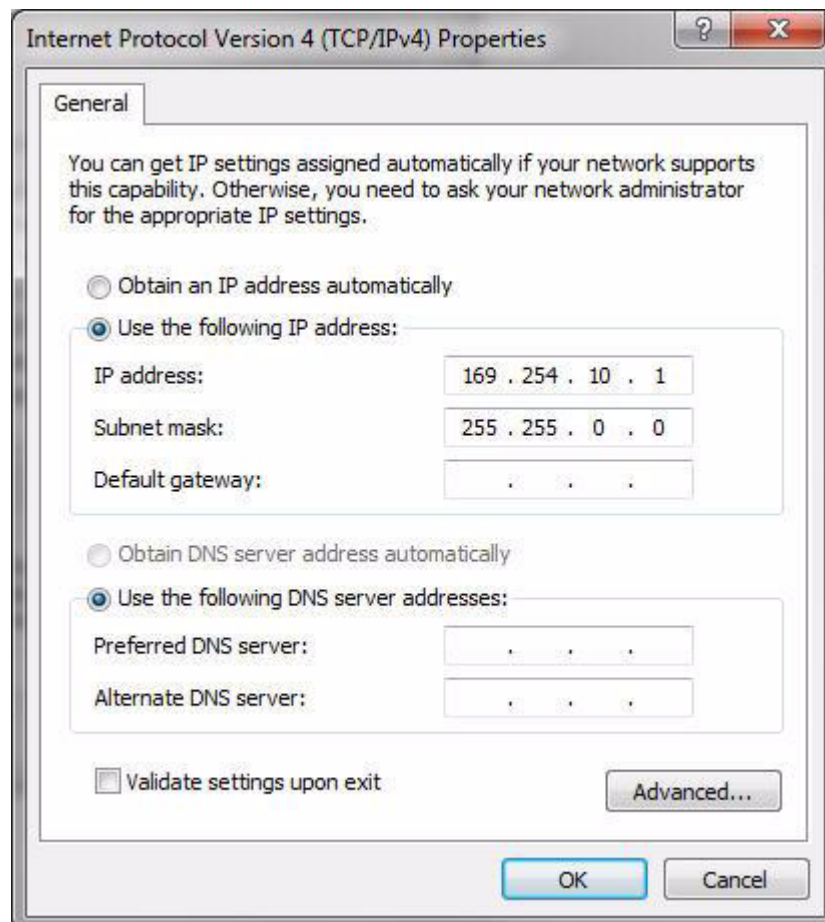 Internet Protocol Version 4 (TCP/IPv4) Properties
General
You can get IP settings assigned automatically if your network supports
this capability. Otherwise, you need to ask your network administrator
for the appropriate IP settings.
Obtain an IP address automatically
Use the following IP address:
IP address: 169 . 254 . 10 . 1
Subnet mask: 255 . 255 . 0 . 0
Default gateway: . . .
Obtain DNS server address automatically
Use the following DNS server addresses:
Preferred DNS server: . . .
Alternate DNS server: . . .
Validate settings upon exit
Advanced...
OK Cancel